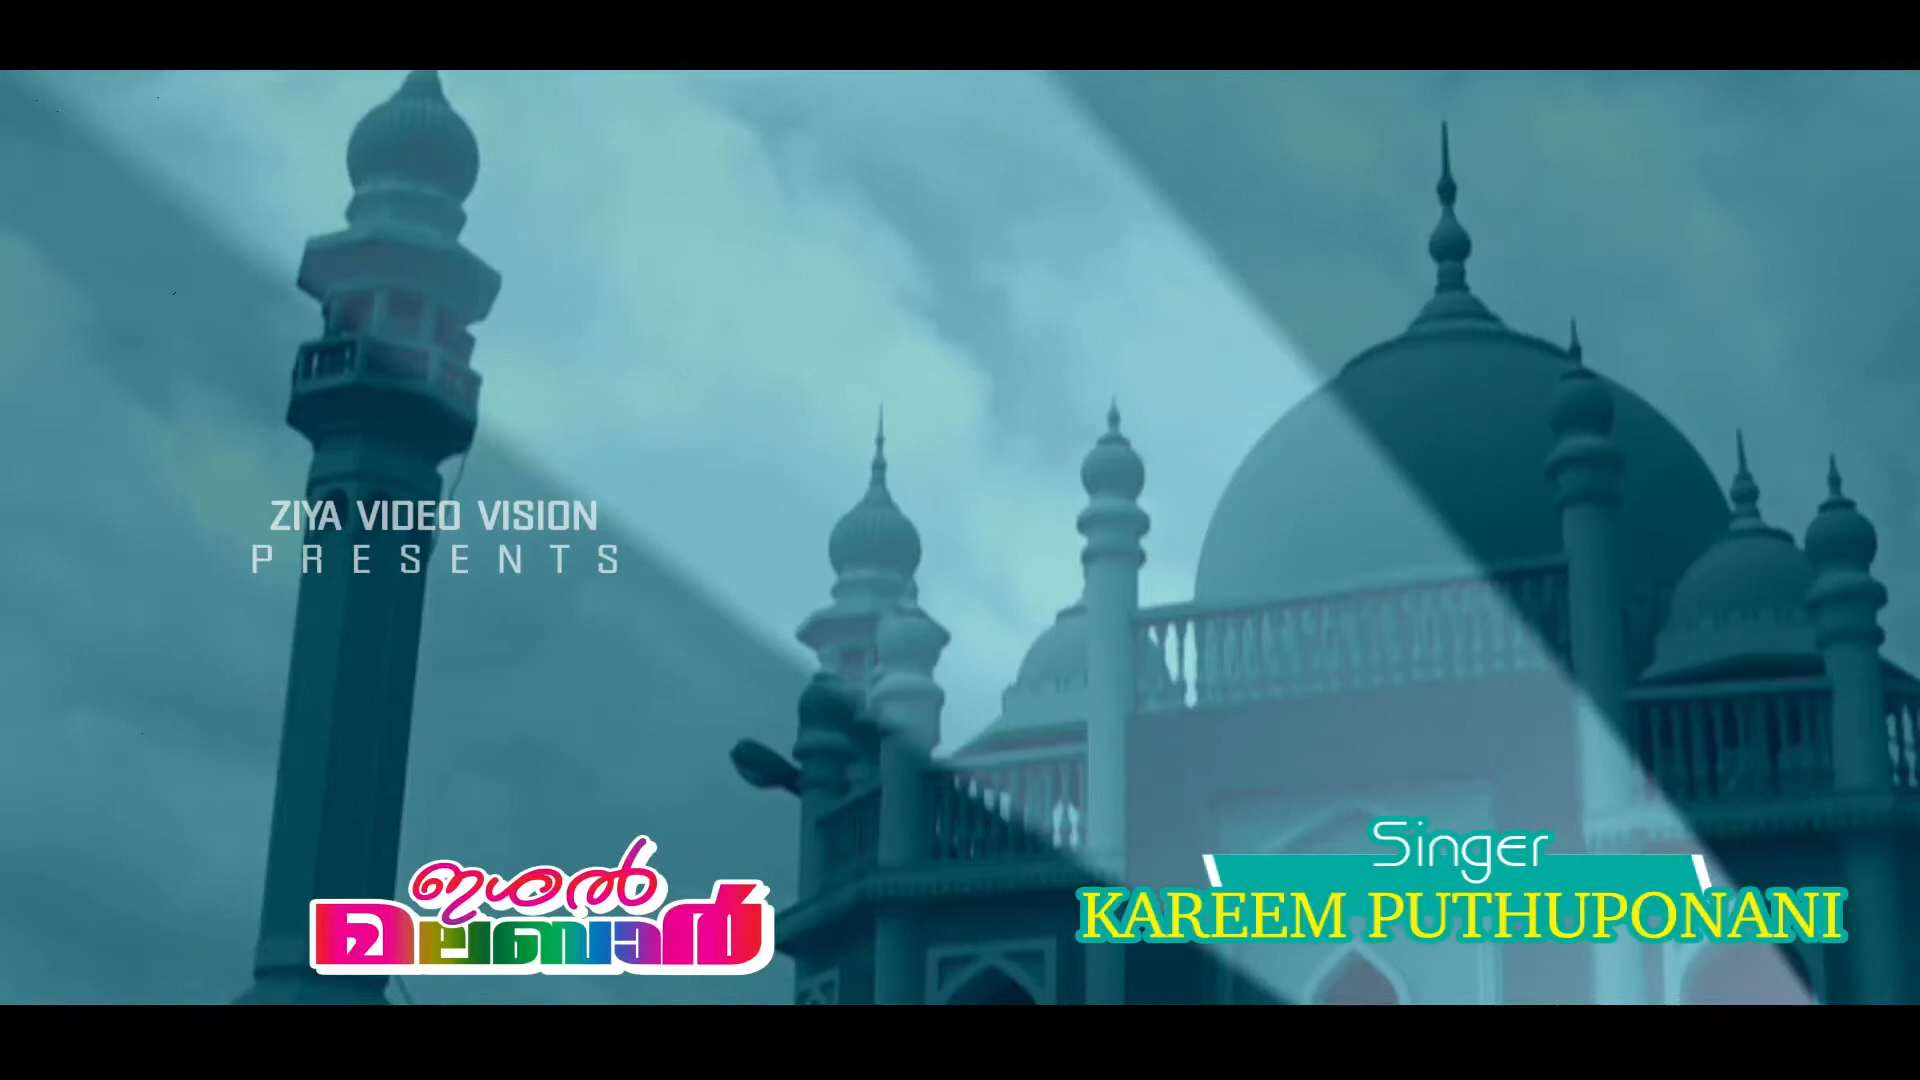 ZIYA VIDEO VISION
PRESENTS
ഇശൽ
മലബാർ
Singer
KAREEM PUTHUPONANI